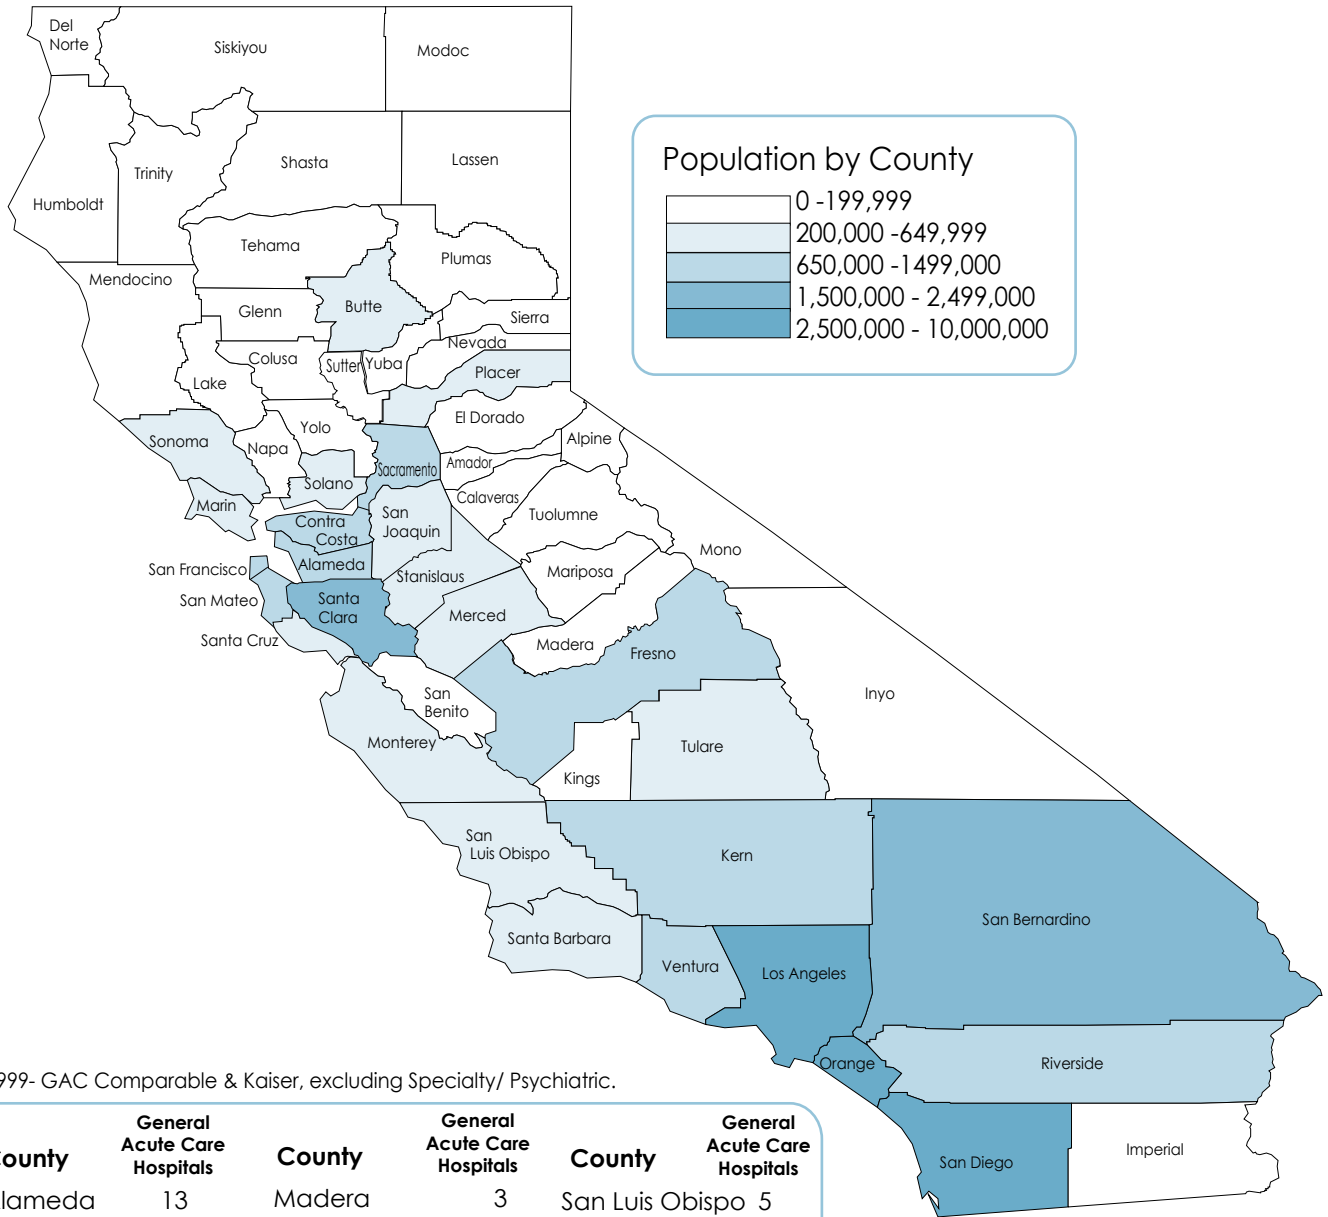 Del
Norte
Siskiyou
Modoc
Trinity
Shasta
Lassen
Humboldt
Tehama
Plumas
Mendocino
Glenn
Butte
Sierra
Nevada
Colusa
Sutter
Yuba
Placer
Lake
El Dorado
Yolo
Sonoma
Napa
Alpine
Sacramento
Amador
Solano
Calaveras
Marin
San
Joaquin
Tuolumne
Contra
Costa
Mono
San Francisco
Alameda
Stanislaus
Mariposa
San Mateo
Santa
Clara
Merced
Santa Cruz
Madera
Fresno
San
Benito
Inyo
Monterey
Tulare
Kings
San
Luis Obispo
Kern
San Bernardino
Santa Barbara
Ventura
Los Angeles
Orange
Riverside
San Diego
Imperial
Population by County
0 -199,999
200,000 -649,999
650,000 -1499,000
1,500,000 - 2,499,000
2,500,000 - 10,000,000
999- GAC Comparable & Kaiser, excluding Specialty/ Psychiatric.
ounty General Acute Care Hospitals County General Acute Care Hospitals County General Acute Care Hospitals
lameda 13 Madera 3 San Luis Obispo 5